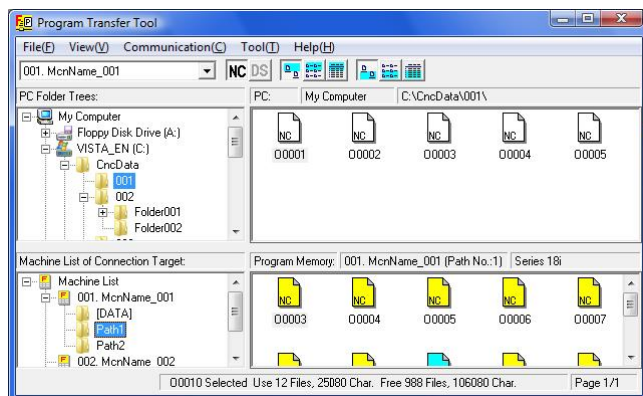 Program Transfer Tool
File(F) View(V) Communication(C) Tool(T) Help(H)
001. McnName_001 NC DS
PC Folder Trees: PC: My Computer C:\CncData\001\
My Computer
Floppy Disk Drive (A:)
VISTA_EN (C:)
CncData
001
002
Folder001
Folder002
NC NC NC NC NC
O0001 O0002 O0003 O0004 O0005
Machine List of Connection Target: Program Memory: 001. McnName_001 (Path No.:1) Series 18i
Machine List
001. McnName_001
[DATA]
Path1
Path2
002. McnName_002
NC NC NC NC NC
O0003 O0004 O0005 O0006 O0007
O0010 Selected Use 12 Files, 25080 Char. Free 988 Files, 106080 Char. Page 1/1